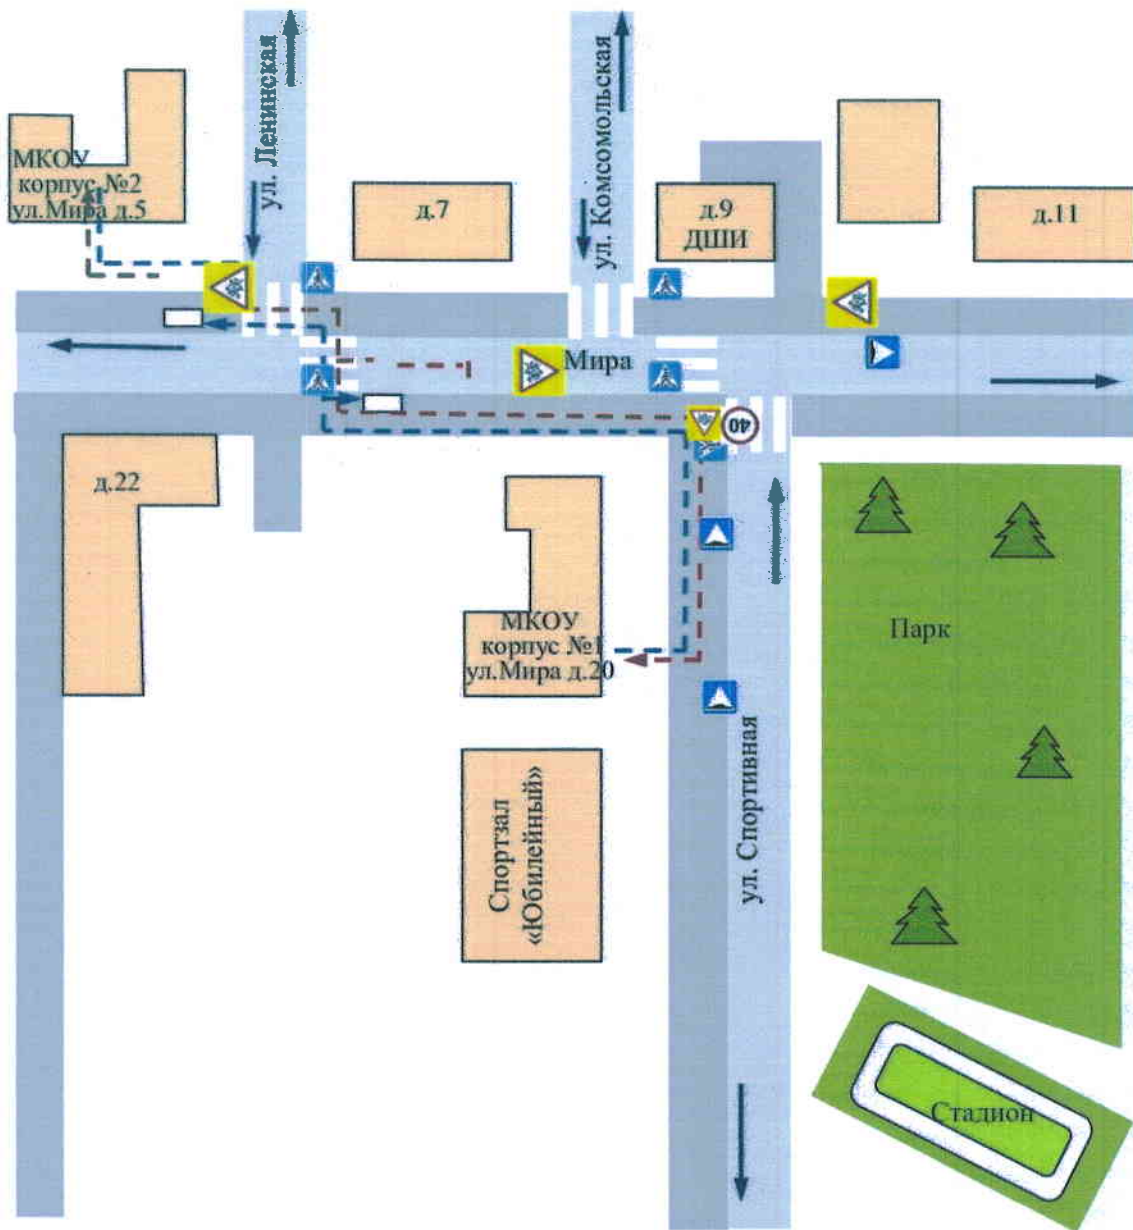 ул. Ленинская
ул. Комсомольская
МКОУ
корпус №2
ул.Мира д.5
д.7
д.9
ДШИ
д.11
Мира
40
д.22
МКОУ
корпус №1
ул.Мира д.20
Парк
Спортзал
«Юбилейный»
ул. Спортивная
Стадион